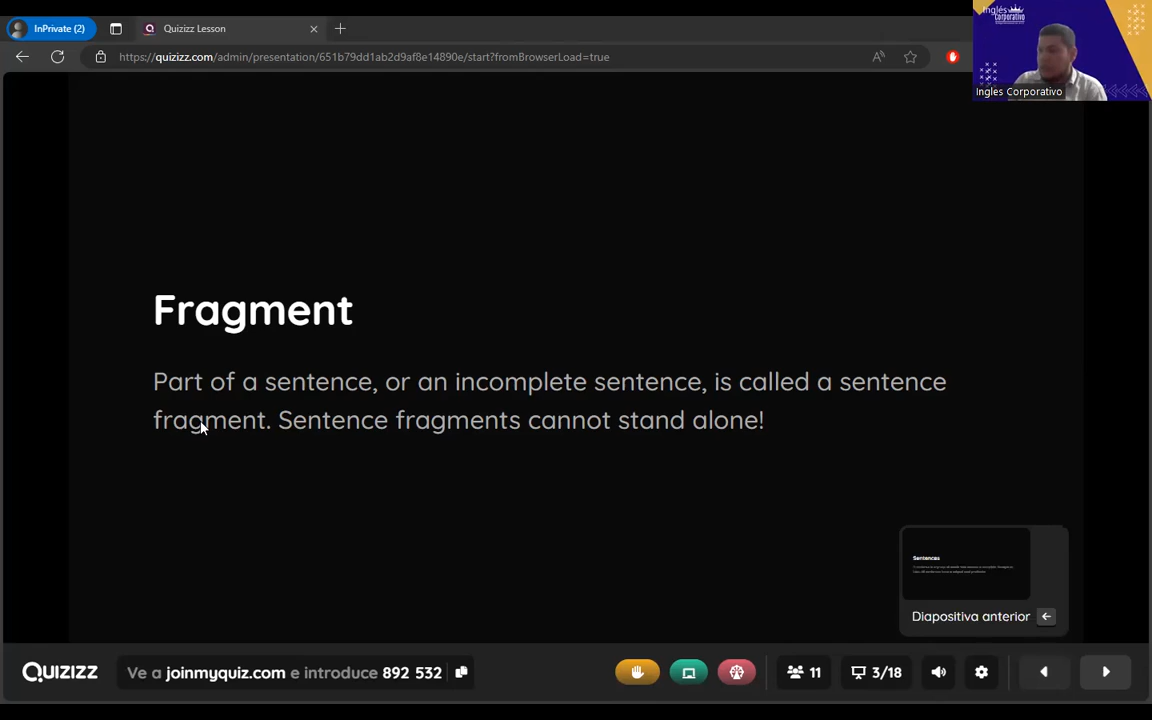 InPrivate (2)
Quizizz Lesson
https://quizizz.com/admin/presentation/651b79dd1ab2d9af8e14890e/start?fromBrowserLoad=true
Inglés
Corporativo
Ingles Corporativo
Fragment
Part of a sentence, or an incomplete sentence, is called a sentence
fragment. Sentence fragments cannot stand alone!
Sentences
Diapositiva anterior
QUIZIZZ
Ve a joinmyquiz.com e introduce 892 532
11
3/18